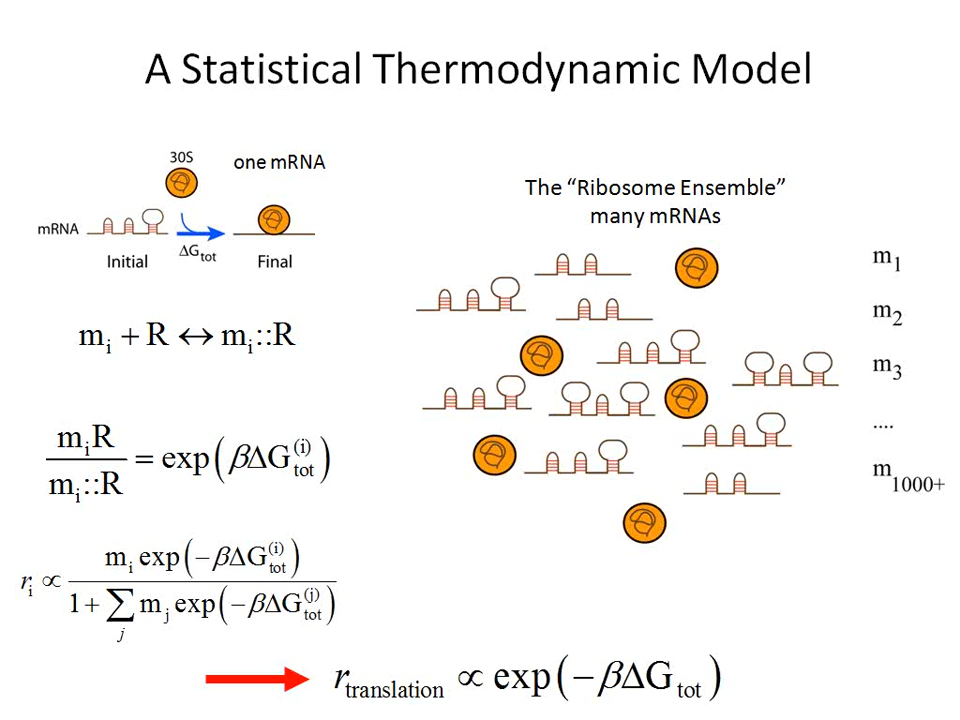 A Statistical Thermodynamic Model
30S
one mRNA
mRNA
ΔG_tot
Initial
Final
m_i + R ↔ m_i::R
m_i R / m_i::R = exp(βΔG_tot^(i))
r_i ∝ m_i exp(−βΔG_tot^(i)) / 1 + ∑_j m_j exp(−βΔG_tot^(j))
The “Ribosome Ensemble”
many mRNAs
m_1
m_2
m_3
....
m_1000+
r_translation ∝ exp(−βΔG_tot)